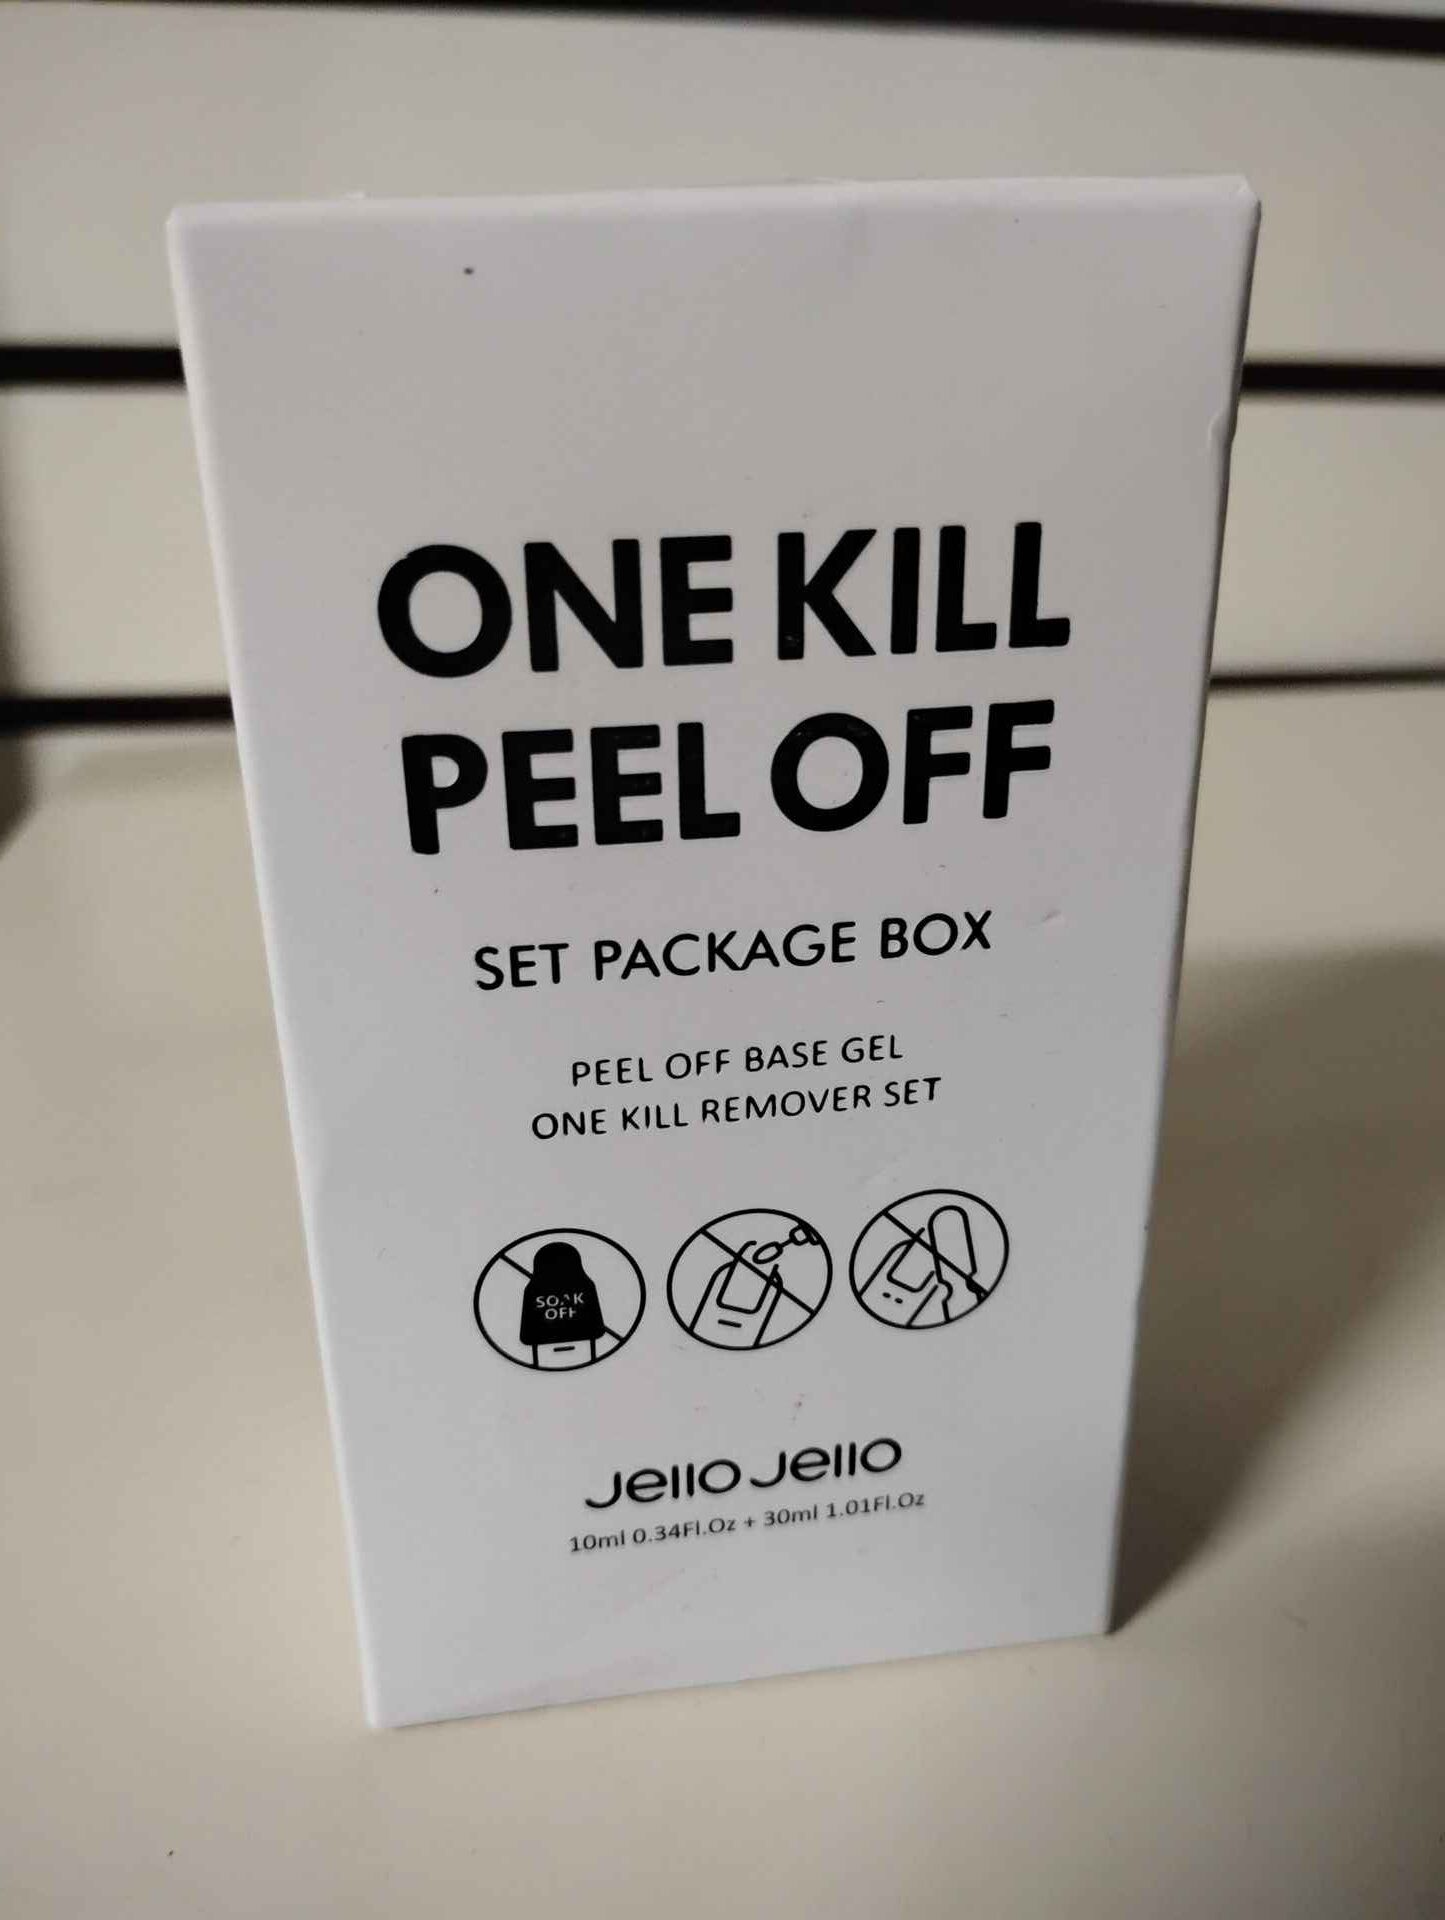 ONE KILL
PEEL OFF
SET PACKAGE BOX
PEEL OFF BASE GEL
ONE KILL REMOVER SET
SOAK
OFF
Jello Jello
10ml 0.34Fl.Oz + 30ml 1.01Fl.Oz